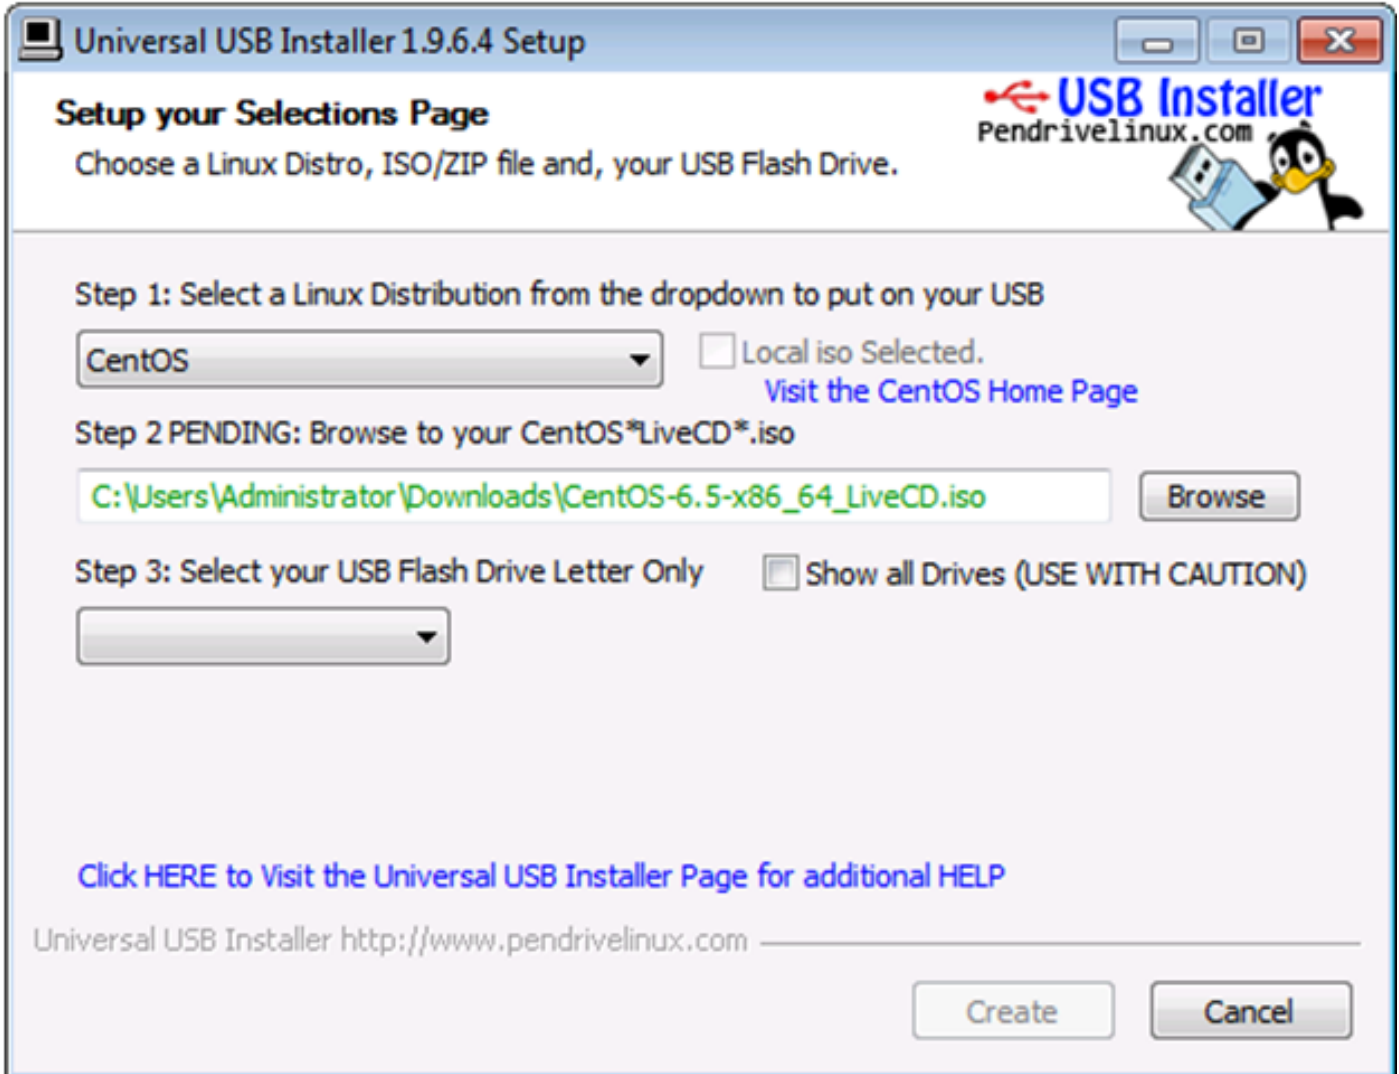 Universal USB Installer 1.9.6.4 Setup
Setup your Selections Page
Choose a Linux Distro, ISO/ZIP file and, your USB Flash Drive.
USB Installer
Pendrivelinux.com
Step 1: Select a Linux Distribution from the dropdown to put on your USB
CentOS
Local iso Selected.
Visit the CentOS Home Page
Step 2 PENDING: Browse to your CentOS*LiveCD*.iso
C:\Users\Administrator\Downloads\CentOS-6.5-x86_64_LiveCD.iso
Browse
Step 3: Select your USB Flash Drive Letter Only
Show all Drives (USE WITH CAUTION)
Click HERE to Visit the Universal USB Installer Page for additional HELP
Universal USB Installer http://www.pendrivelinux.com
Create
Cancel